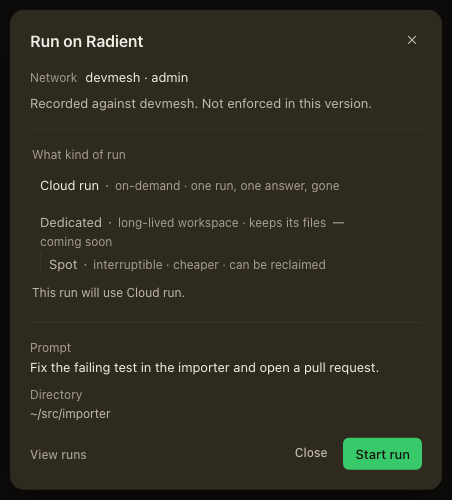 Run on Radient
Network devmesh · admin
Recorded against devmesh. Not enforced in this version.
What kind of run
Cloud run · on-demand · one run, one answer, gone
Dedicated · long-lived workspace · keeps its files —
coming soon
Spot · interruptible · cheaper · can be reclaimed
This run will use Cloud run.
Prompt
Fix the failing test in the importer and open a pull request.
Directory
~/src/importer
View runs Close Start run